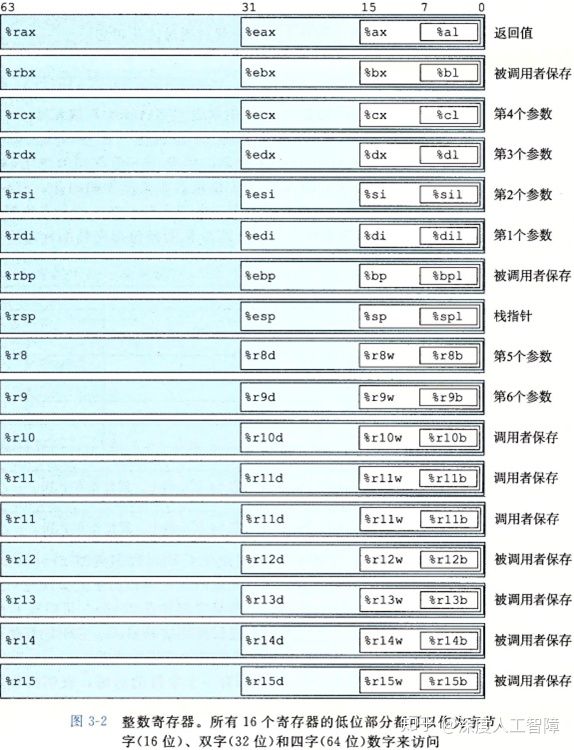 63 31 15 7 0
%rax %eax %ax %al 返回值
%rbx %ebx %bx %bl 被调用者保存
%rcx %ecx %cx %cl 第4个参数
%rdx %edx %dx %dl 第3个参数
%rsi %esi %si %sil 第2个参数
%rdi %edi %di %dil 第1个参数
%rbp %ebp %bp %bpl 被调用者保存
%rsp %esp %sp %spl 栈指针
%r8 %r8d %r8w %r8b 第5个参数
%r9 %r9d %r9w %r9b 第6个参数
%r10 %r10d %r10w %r10b 调用者保存
%r11 %r11d %r11w %r11b 调用者保存
%r11 %r11d %r11w %r11b 调用者保存
%r12 %r12d %r12w %r12b 被调用者保存
%r13 %r13d %r13w %r13b 被调用者保存
%r14 %r14d %r14w %r14b 被调用者保存
%r15 %r15d %r15w %r15b 被调用者保存
图 3-2 整数寄存器。所有 16 个寄存器的低位部分都可以作为字节、
字(16 位)、双字(32 位)和四字(64 位)数字来访问
知乎 @深度人工智障